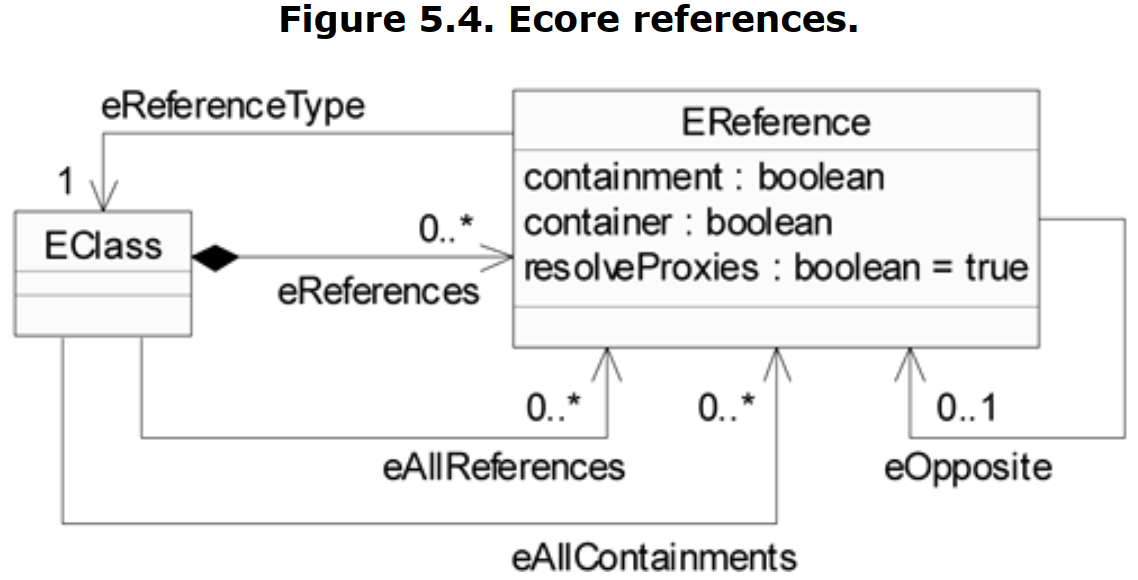 Figure 5.4. Ecore references.
eReferenceType
1
EClass
0..*
eReferences
EReference
containment : boolean
container : boolean
resolveProxies : boolean = true
0..*
0..*
0..1
eAllReferences
eOpposite
eAllContainments